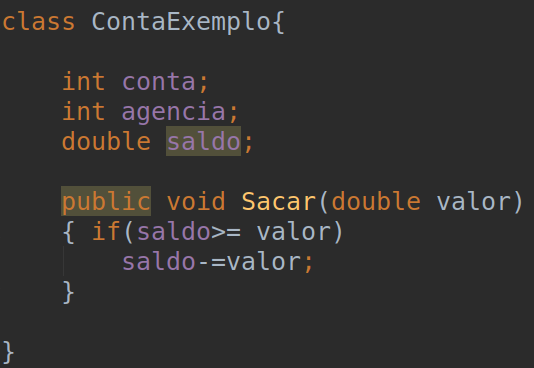 class ContaExemplo{
int conta;
int agencia;
double saldo;
public void Sacar(double valor)
{ if(saldo>= valor)
saldo-=valor;
}
}